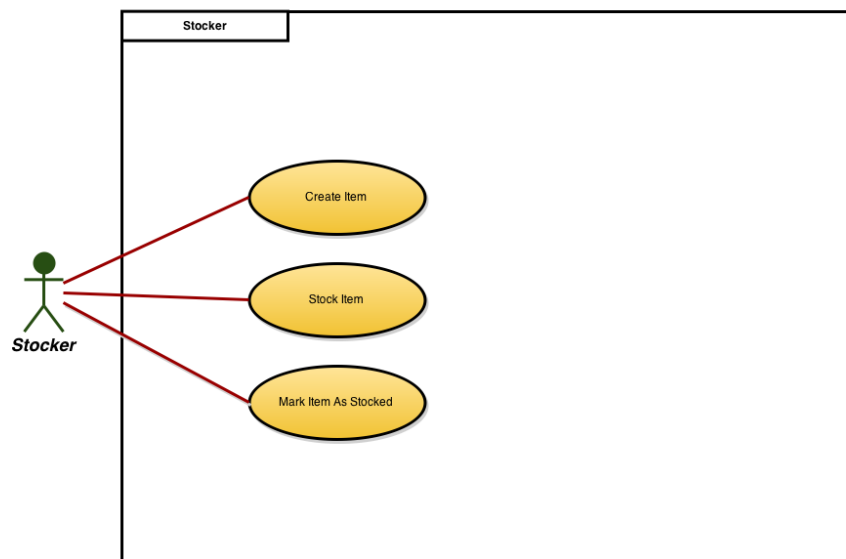 Stocker
Create Item
Stock Item
Stocker
Mark Item As Stocked